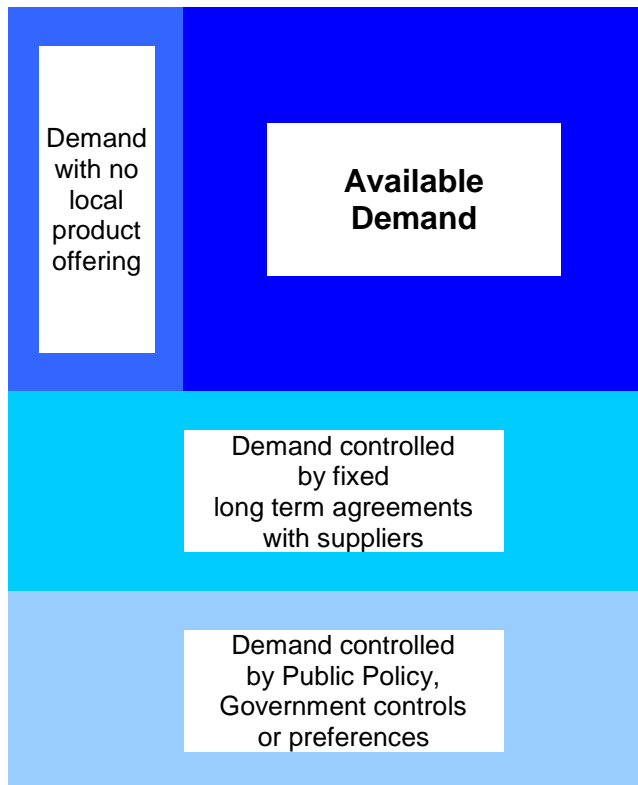 Demand
with no
local
product
offering
Available
Demand
Demand controlled
by fixed
long term agreements
with suppliers
Demand controlled
by Public Policy,
Government controls
or preferences